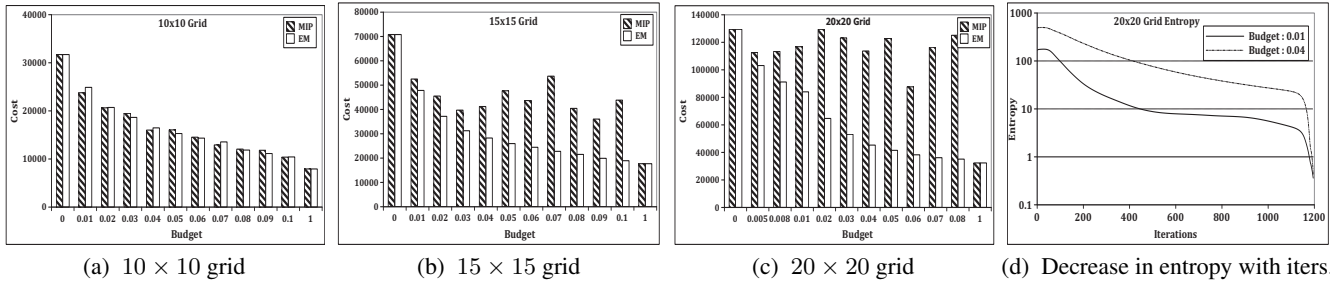 10x10 Grid
MIP
EM
40000
30000
20000
10000
0
Cost
0 0.01 0.02 0.03 0.04 0.05 0.06 0.07 0.08 0.09 0.1 1
Budget
(a) 10 × 10 grid
15x15 Grid
MIP
EM
80000
70000
60000
50000
40000
30000
20000
10000
0
Cost
0 0.01 0.02 0.03 0.04 0.05 0.06 0.07 0.08 0.09 0.1 1
Budget
(b) 15 × 15 grid
20x20 Grid
MIP
EM
140000
120000
100000
80000
60000
40000
20000
0
Cost
0 0.005 0.008 0.01 0.02 0.03 0.04 0.05 0.06 0.07 0.08 1
Budget
(c) 20 × 20 grid
20x20 Grid Entropy
Budget : 0.01
Budget : 0.04
1000
100
10
1
0.1
Entropy
0 200 400 600 800 1000 1200
Iterations
(d) Decrease in entropy with iters.